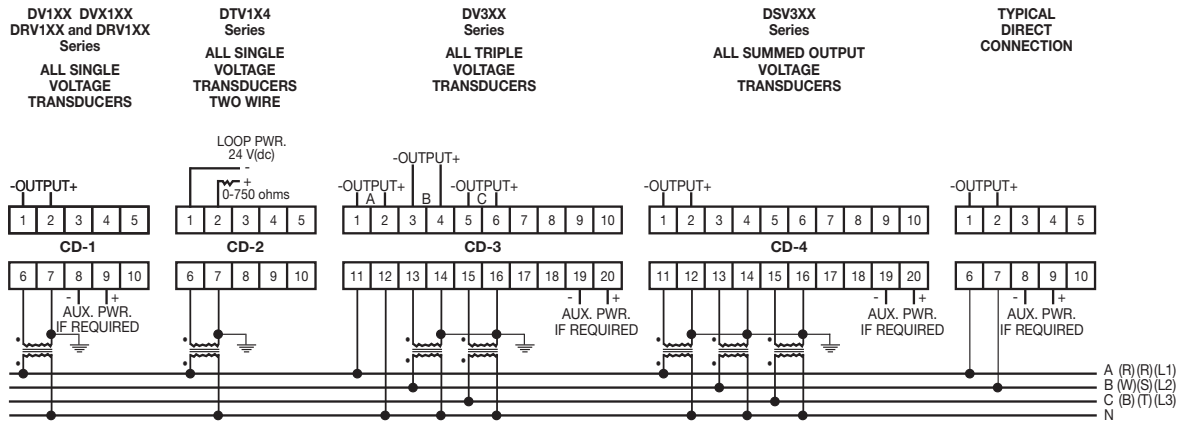 DV1XX DVX1XX
DRV1XX and DRV1XX
Series
ALL SINGLE
VOLTAGE
TRANSDUCERS
DTV1X4
Series
ALL SINGLE
VOLTAGE
TRANSDUCERS
TWO WIRE
DV3XX
Series
ALL TRIPLE
VOLTAGE
TRANSDUCERS
DSV3XX
Series
ALL SUMMED OUTPUT
VOLTAGE
TRANSDUCERS
TYPICAL
DIRECT
CONNECTION
-OUTPUT+
1 2 3 4 5
CD-1
6 7 8 9 10
- +
AUX. PWR.
IF REQUIRED
LOOP PWR.
24 V(dc)
-
+
0-750 ohms
1 2 3 4 5
CD-2
6 7 8 9 10
-OUTPUT+
-OUTPUT+ -OUTPUT+
A B C
1 2 3 4 5 6 7 8 9 10
CD-3
11 12 13 14 15 16 17 18 19 20
- +
AUX. PWR.
IF REQUIRED
-OUTPUT+
1 2 3 4 5 6 7 8 9 10
CD-4
11 12 13 14 15 16 17 18 19 20
- +
AUX. PWR.
IF REQUIRED
-OUTPUT+
1 2 3 4 5
6 7 8 9 10
- +
AUX. PWR.
IF REQUIRED
A (R)(R)(L1)
B (W)(S)(L2)
C (B)(T)(L3)
N